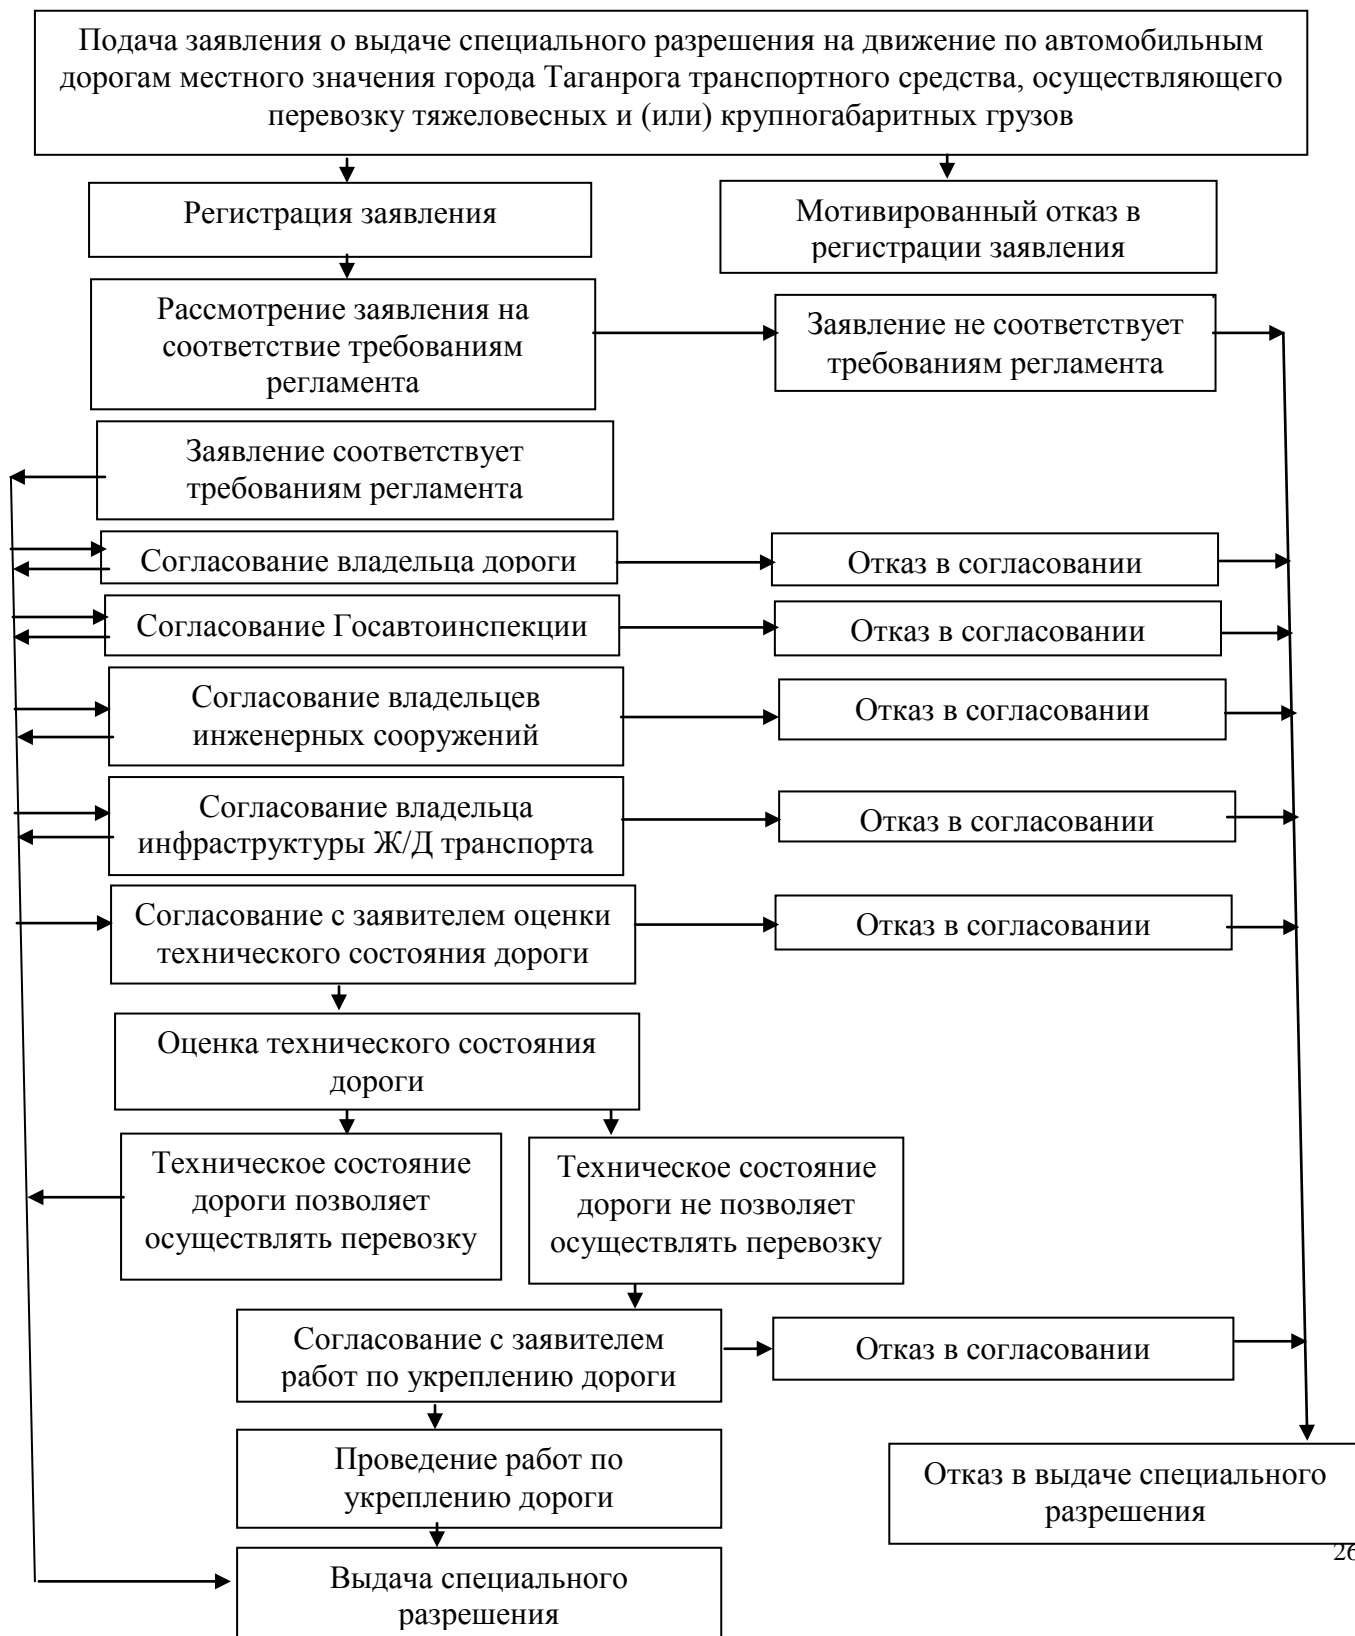 Подача заявления о выдаче специального разрешения на движение по автомобильным
дорогам местного значения города Таганрога транспортного средства, осуществляющего
перевозку тяжеловесных и (или) крупногабаритных грузов
Регистрация заявления
Мотивированный отказ в
регистрации заявления
Рассмотрение заявления на
соответствие требованиям
регламента
Заявление не соответствует
требованиям регламента
Заявление соответствует
требованиям регламента
Согласование владельца дороги
Отказ в согласовании
Согласование Госавтоинспекции
Отказ в согласовании
Согласование владельцев
инженерных сооружений
Отказ в согласовании
Согласование владельца
инфраструктуры Ж/Д транспорта
Отказ в согласовании
Согласование с заявителем оценки
технического состояния дороги
Отказ в согласовании
Оценка технического состояния
дороги
Техническое состояние
дороги позволяет
осуществлять перевозку
Техническое состояние
дороги не позволяет
осуществлять перевозку
Согласование с заявителем
работ по укреплению дороги
Отказ в согласовании
Проведение работ по
укреплению дороги
Отказ в выдаче специального
разрешения
26
Выдача специального
разрешения